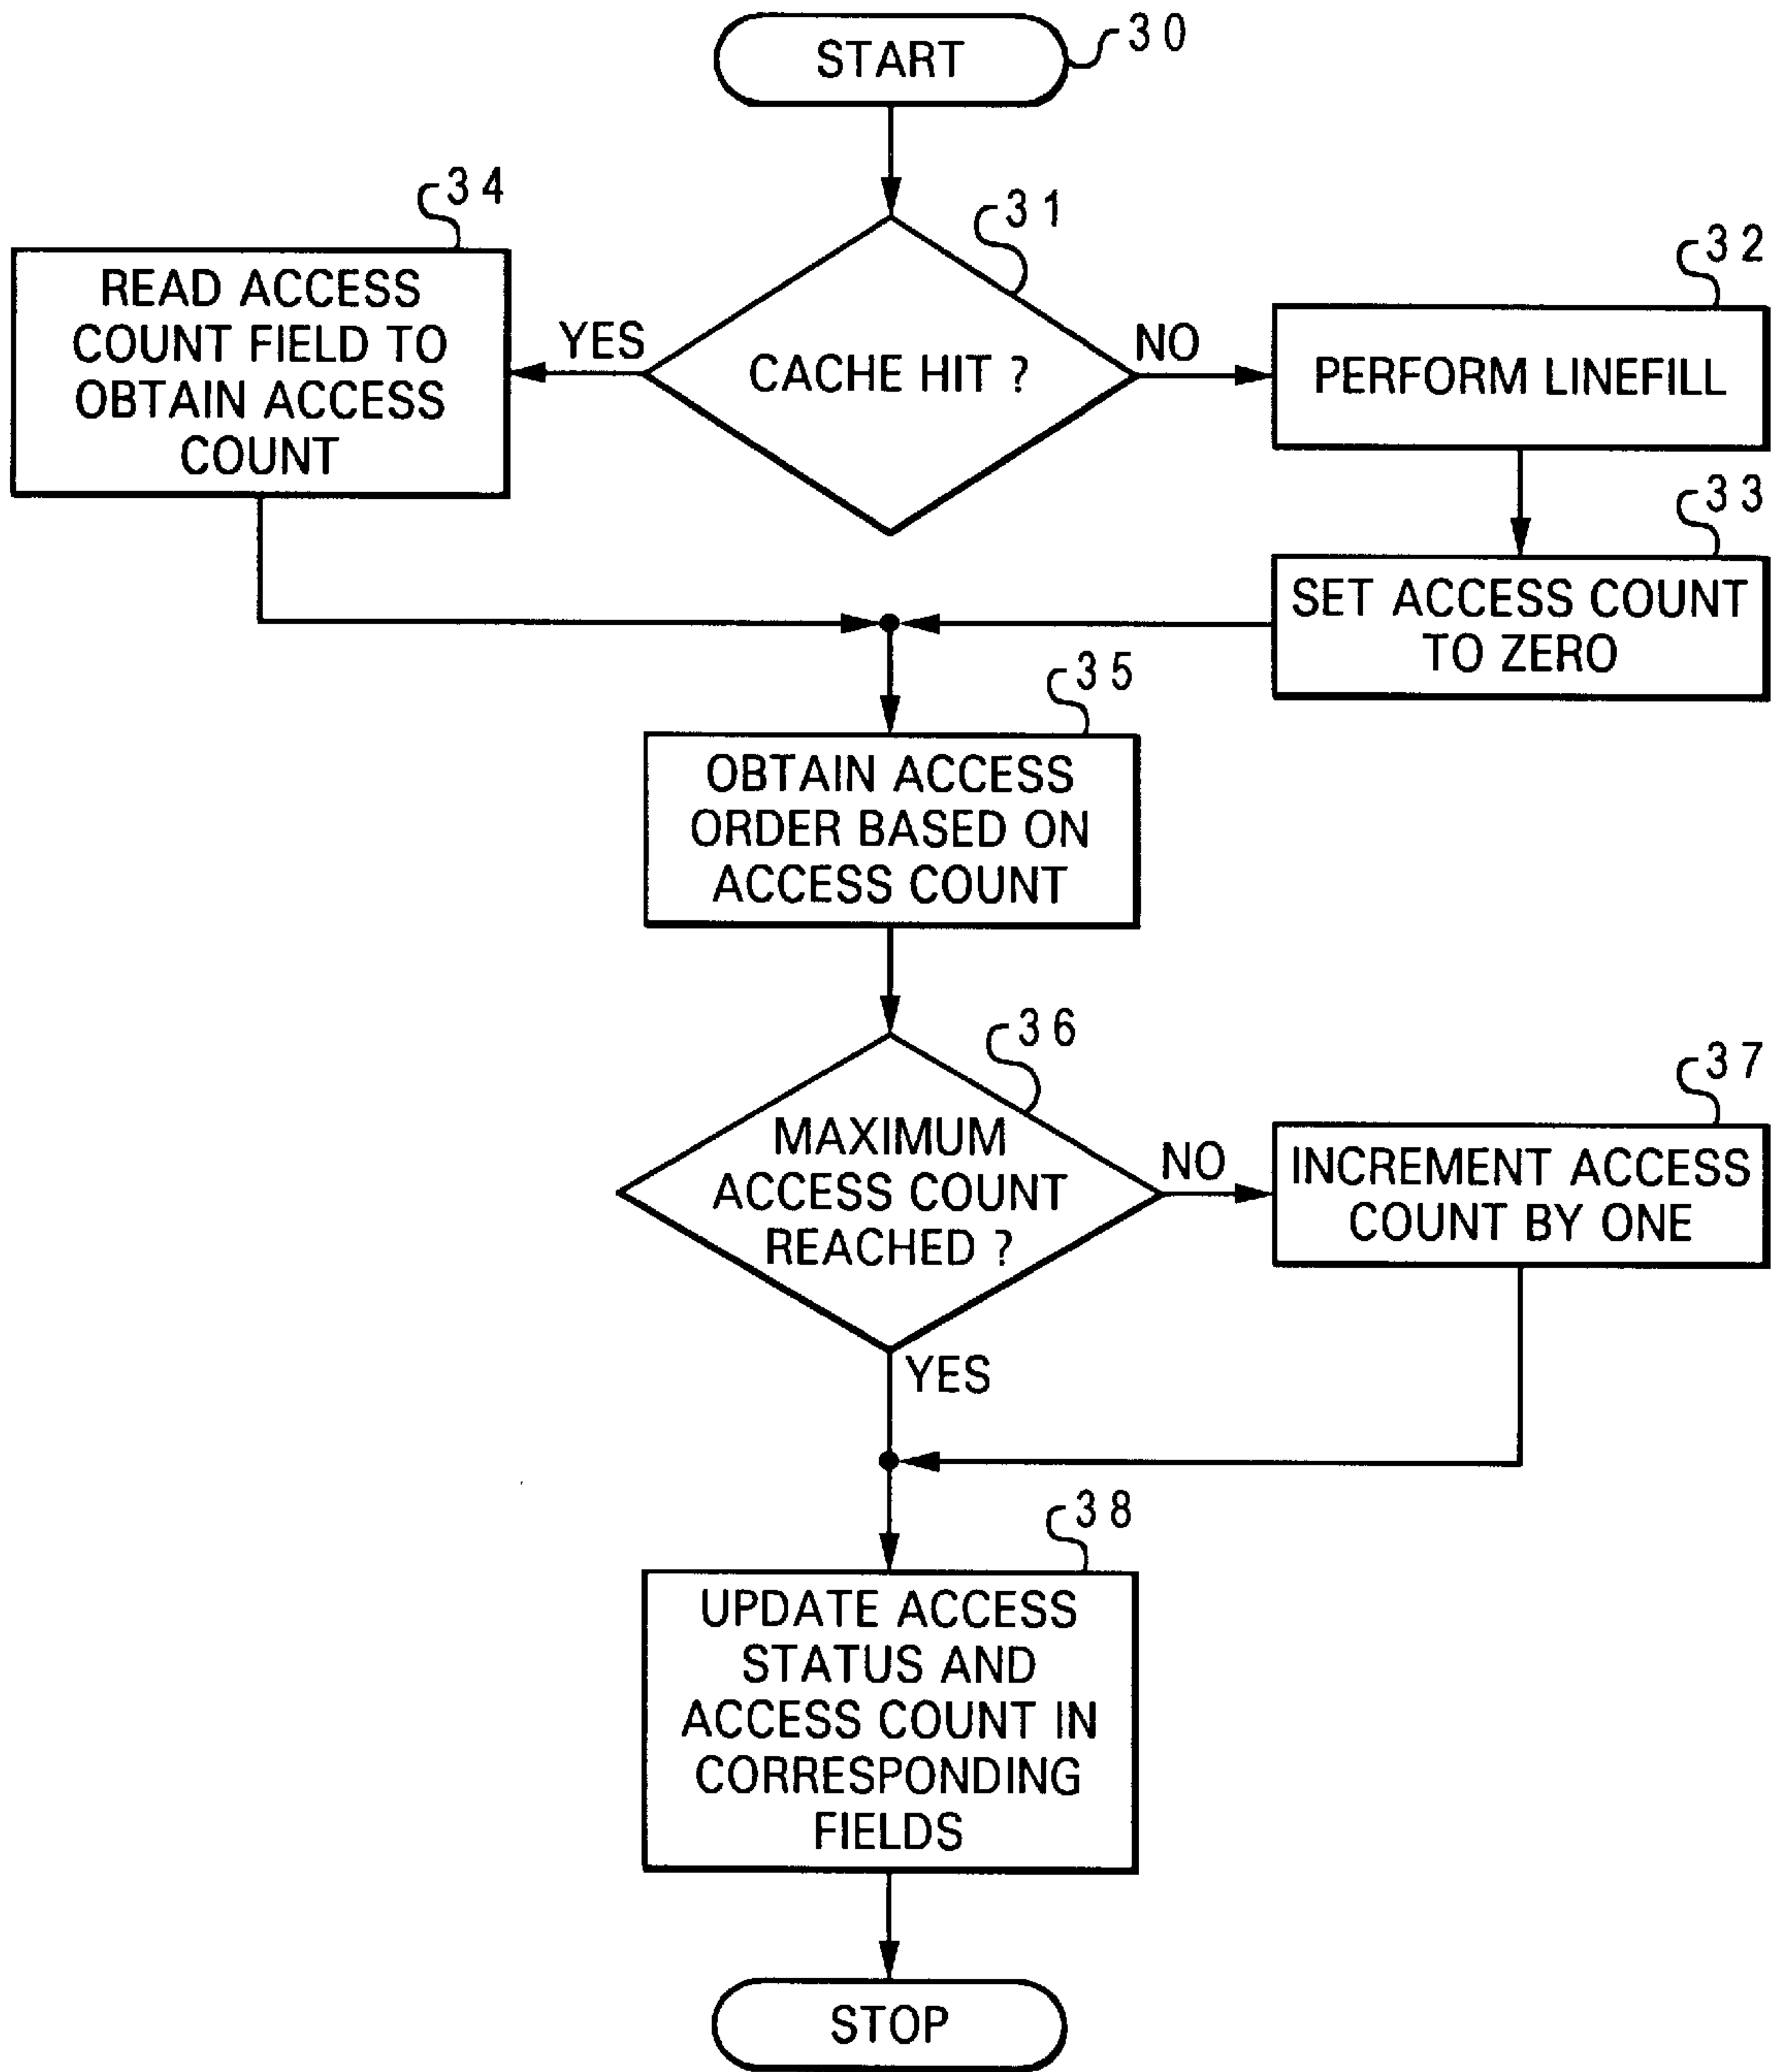 START
30
34
READ ACCESS
COUNT FIELD TO
OBTAIN ACCESS
COUNT
YES
31
CACHE HIT ?
NO
32
PERFORM LINEFILL
33
SET ACCESS COUNT
TO ZERO
35
OBTAIN ACCESS
ORDER BASED ON
ACCESS COUNT
36
MAXIMUM
ACCESS COUNT
REACHED ?
NO
37
INCREMENT ACCESS
COUNT BY ONE
YES
38
UPDATE ACCESS
STATUS AND
ACCESS COUNT IN
CORRESPONDING
FIELDS
STOP